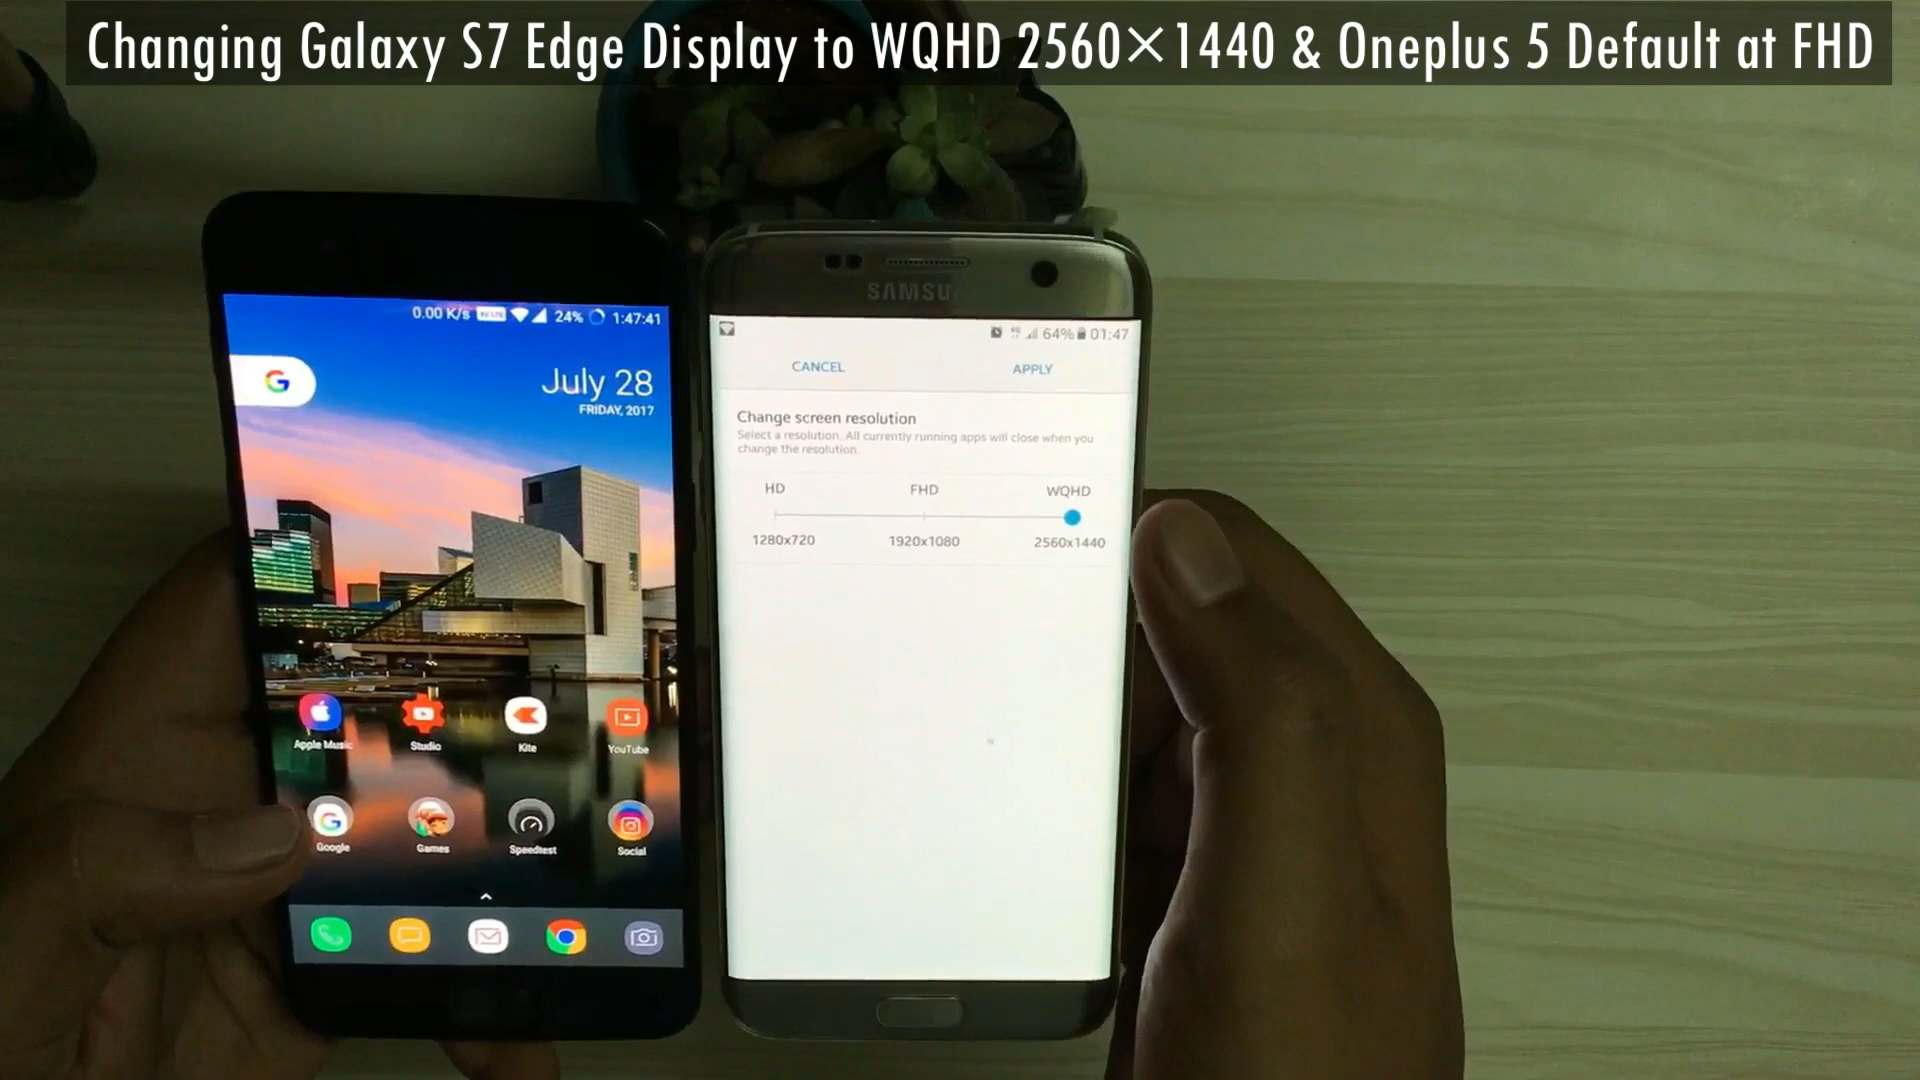 Changing Galaxy S7 Edge Display to WQHD 2560×1440 & Oneplus 5 Default at FHD
0.00 K/s 24% 1:47:41
July 28
FRIDAY, 2017
Apple Music Studio Kite YouTube
Google Games Speedtest Social
SAMSU
64% 01:47
CANCEL APPLY
Change screen resolution
Select a resolution. All currently running apps will close when you
change the resolution.
HD FHD WQHD
1280x720 1920x1080 2560x1440